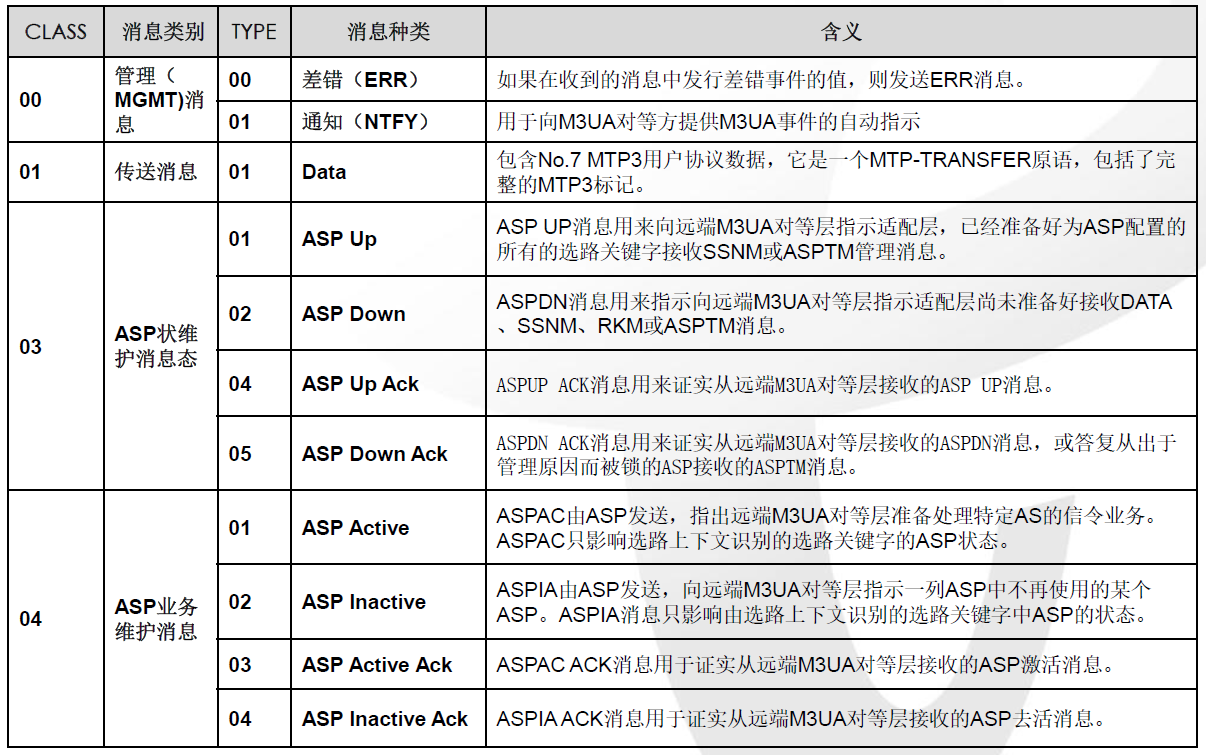 CLASS 消息类别 TYPE 消息种类 含义
00
管理（
MGMT)消
息
00 差错（ERR） 如果在收到的消息中发行差错事件的值，则发送ERR消息。
01 通知（NTFY） 用于向M3UA对等方提供M3UA事件的自动指示
01 传送消息 01 Data
包含No.7 MTP3用户协议数据，它是一个MTP-TRANSFER原语，包括了完
整的MTP3标记。
03
ASP状维
护消息态
01 ASP Up
ASP UP消息用来向远端M3UA对等层指示适配层，已经准备好为ASP配置的
所有的选路关键字接收SSNM或ASPTM管理消息。
02 ASP Down
ASPDN消息用来指示向远端M3UA对等层指示适配层尚未准备好接收DATA
、SSNM、RKM或ASPTM消息。
04 ASP Up Ack ASPUP ACK消息用来证实从远端M3UA对等层接收的ASP UP消息。
05 ASP Down Ack
ASPDN ACK消息用来证实从远端M3UA对等层接收的ASPDN消息，或答复从出于
管理原因而被锁的ASP接收的ASPTM消息。
04
ASP业务
维护消息
01 ASP Active
ASPAC由ASP发送，指出远端M3UA对等层准备处理特定AS的信令业务。
ASPAC只影响选路上下文识别的选路关键字的ASP状态。
02 ASP Inactive
ASPIA由ASP发送，向远端M3UA对等层指示一列ASP中不再使用的某个
ASP。ASPIA消息只影响由选路上下文识别的选路关键字中ASP的状态。
03 ASP Active Ack ASPAC ACK消息用于证实从远端M3UA对等层接收的ASP激活消息。
04 ASP Inactive Ack ASPIA ACK消息用于证实从远端M3UA对等层接收的ASP去活消息。